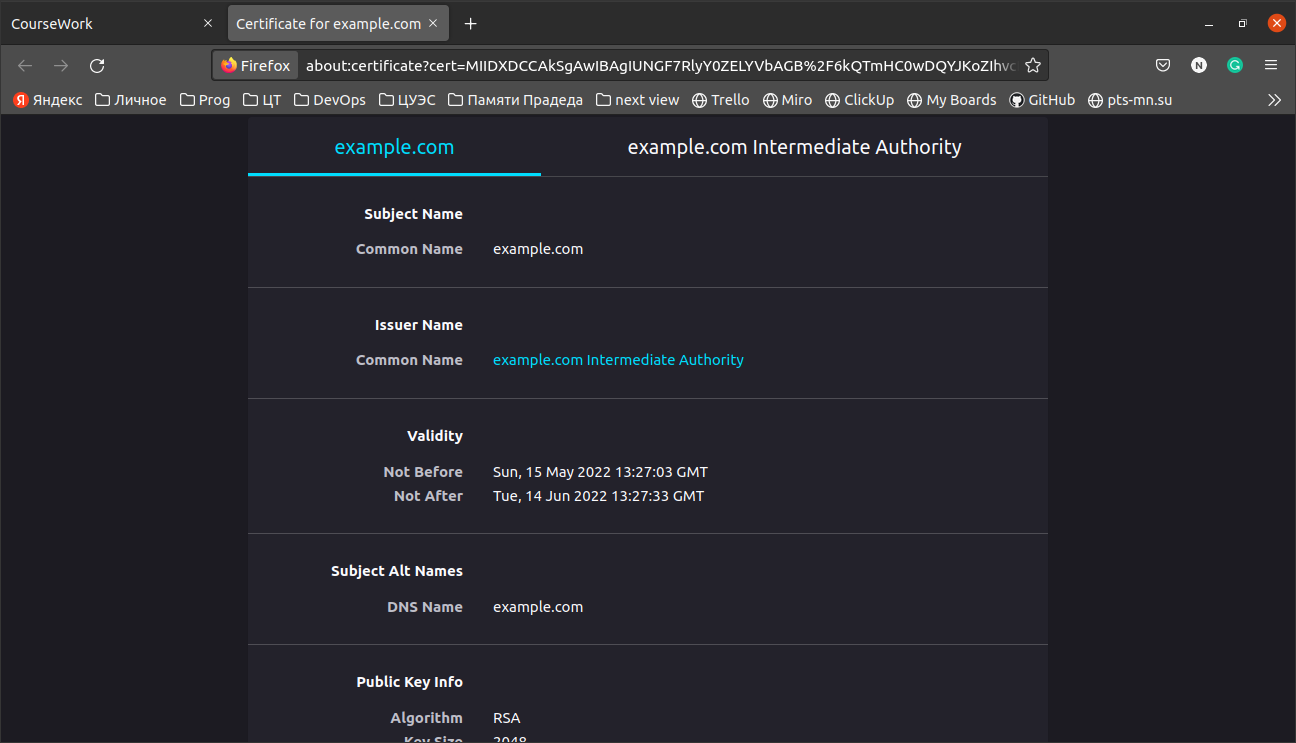 CourseWork
Certificate for example.com
Firefox about:certificate?cert=MIIDXDCCAkSgAwIBAgIUNGF7RlyY0ZELYVbAGB%2F6kQTmHC0wDQYJKoZIhvc
N
G
Я Яндекс Личное Prog ЦТ DevOps ЦУЭС Памяти Прадеда next view Trello Miro ClickUp My Boards GitHub pts-mn.su
example.com example.com Intermediate Authority
Subject Name
Common Name example.com
Issuer Name
Common Name example.com Intermediate Authority
Validity
Not Before Sun, 15 May 2022 13:27:03 GMT
Not After Tue, 14 Jun 2022 13:27:33 GMT
Subject Alt Names
DNS Name example.com
Public Key Info
Algorithm RSA
Key Size 2048